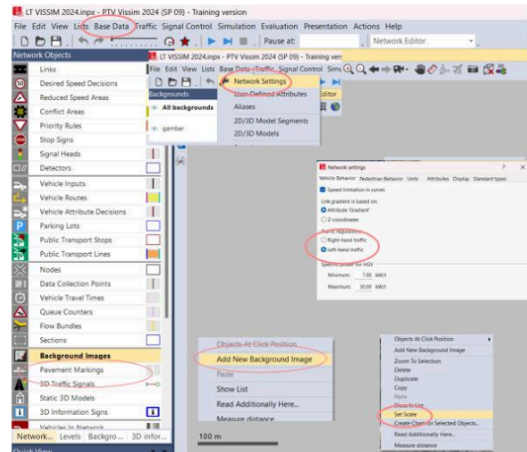 LT VISSIM 2024.inpx - PTV Vissim 2024 (SP 09) - Training version
File Edit View Lists Base Data Traffic Signal Control Simulation Evaluation Presentation Actions Help
Pause at:
Network Editor
Network Objects
Links
Desired Speed Decisions
Reduced Speed Areas
Conflict Areas
Priority Rules
Stop Signs
Signal Heads
Detectors
Vehicle Inputs
Vehicle Routes
Vehicle Attribute Decisions
Parking Lots
Public Transport Stops
Public Transport Lines
Nodes
Data Collection Points
Vehicle Travel Times
Queue Counters
Flow Bundles
Sections
Background Images
Pavement Markings
3D Traffic Signals
Static 3D Models
3D Information Signs
Vehicles In Network
Network... Levels Backgro... 3D infor...
Quick View
LT VISSIM 2024.inpx - PTV Vissim 2024 (SP 09) - Training ver
File Edit View Lists Base Data Traffic Signal Control Simu
Backgrounds
All backgrounds
gambar
Network Settings
User-Defined Attributes
Aliases
2D/3D Model Segments
2D/3D Models
Editor
Network settings
Vehicle Behavior Pedestrian Behavior Units Attributes Display Standard types
Speed limitation in curves
Link gradient is based on
Attribute 'Gradient'
Z-coordinates
Traffic regulations
Right-hand traffic
Left-hand traffic
Specific power for HGV
Minimum: 7.00 kW/t
Maximum: 30.00 kW/t
Objects At Click Position
Add New Background Image
Paste
Show List
Read Additionally Here...
Measure distance
100 m
Objects At Click Position
Add New Background Image
Zoom To Selection
Delete
Duplicate
Copy
Paste
Show In List
Set Scale
Create Chart for Selected Objects...
Read Additionally Here...
Measure distance